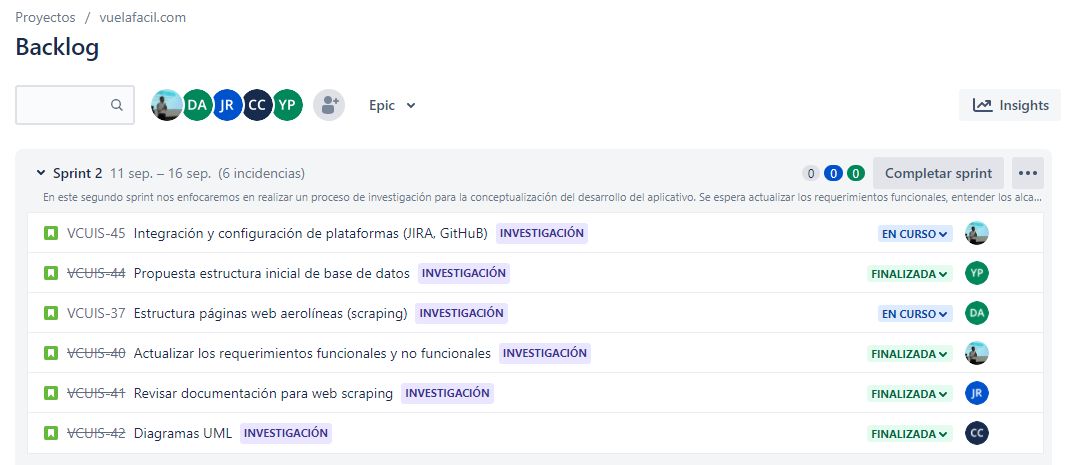 Proyectos / vuelafacil.com
Backlog
DA JR CC YP Epic Insights
Sprint 2 11 sep. – 16 sep. (6 incidencias) 0 0 0 Completar sprint
En este segundo sprint nos enfocaremos en realizar un proceso de investigación para la conceptualización del desarrollo del aplicativo. Se espera actualizar los requerimientos funcionales, entender los alca...
VCUIS-45 Integración y configuración de plataformas (JIRA, GitHuB) INVESTIGACIÓN EN CURSO
VCUIS-44 Propuesta estructura inicial de base de datos INVESTIGACIÓN FINALIZADA YP
VCUIS-37 Estructura páginas web aerolíneas (scraping) INVESTIGACIÓN EN CURSO DA
VCUIS-40 Actualizar los requerimientos funcionales y no funcionales INVESTIGACIÓN FINALIZADA
VCUIS-41 Revisar documentación para web scraping INVESTIGACIÓN FINALIZADA JR
VCUIS-42 Diagramas UML INVESTIGACIÓN FINALIZADA CC